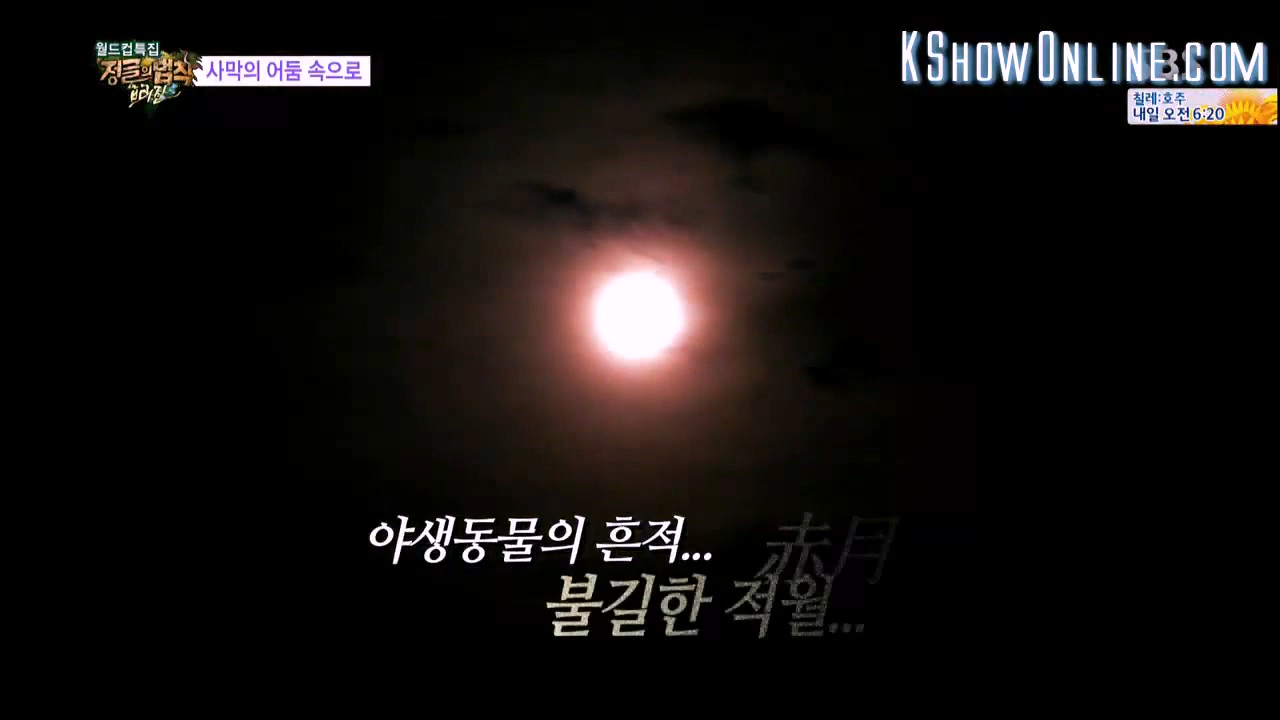 월드컵특집
정글의법칙
브라질
사막의 어둠 속으로
KSHOWONLINE.COM
칠레:호주
내일 오전 6:20
야생동물의 흔적...
赤月
불길한 적월...